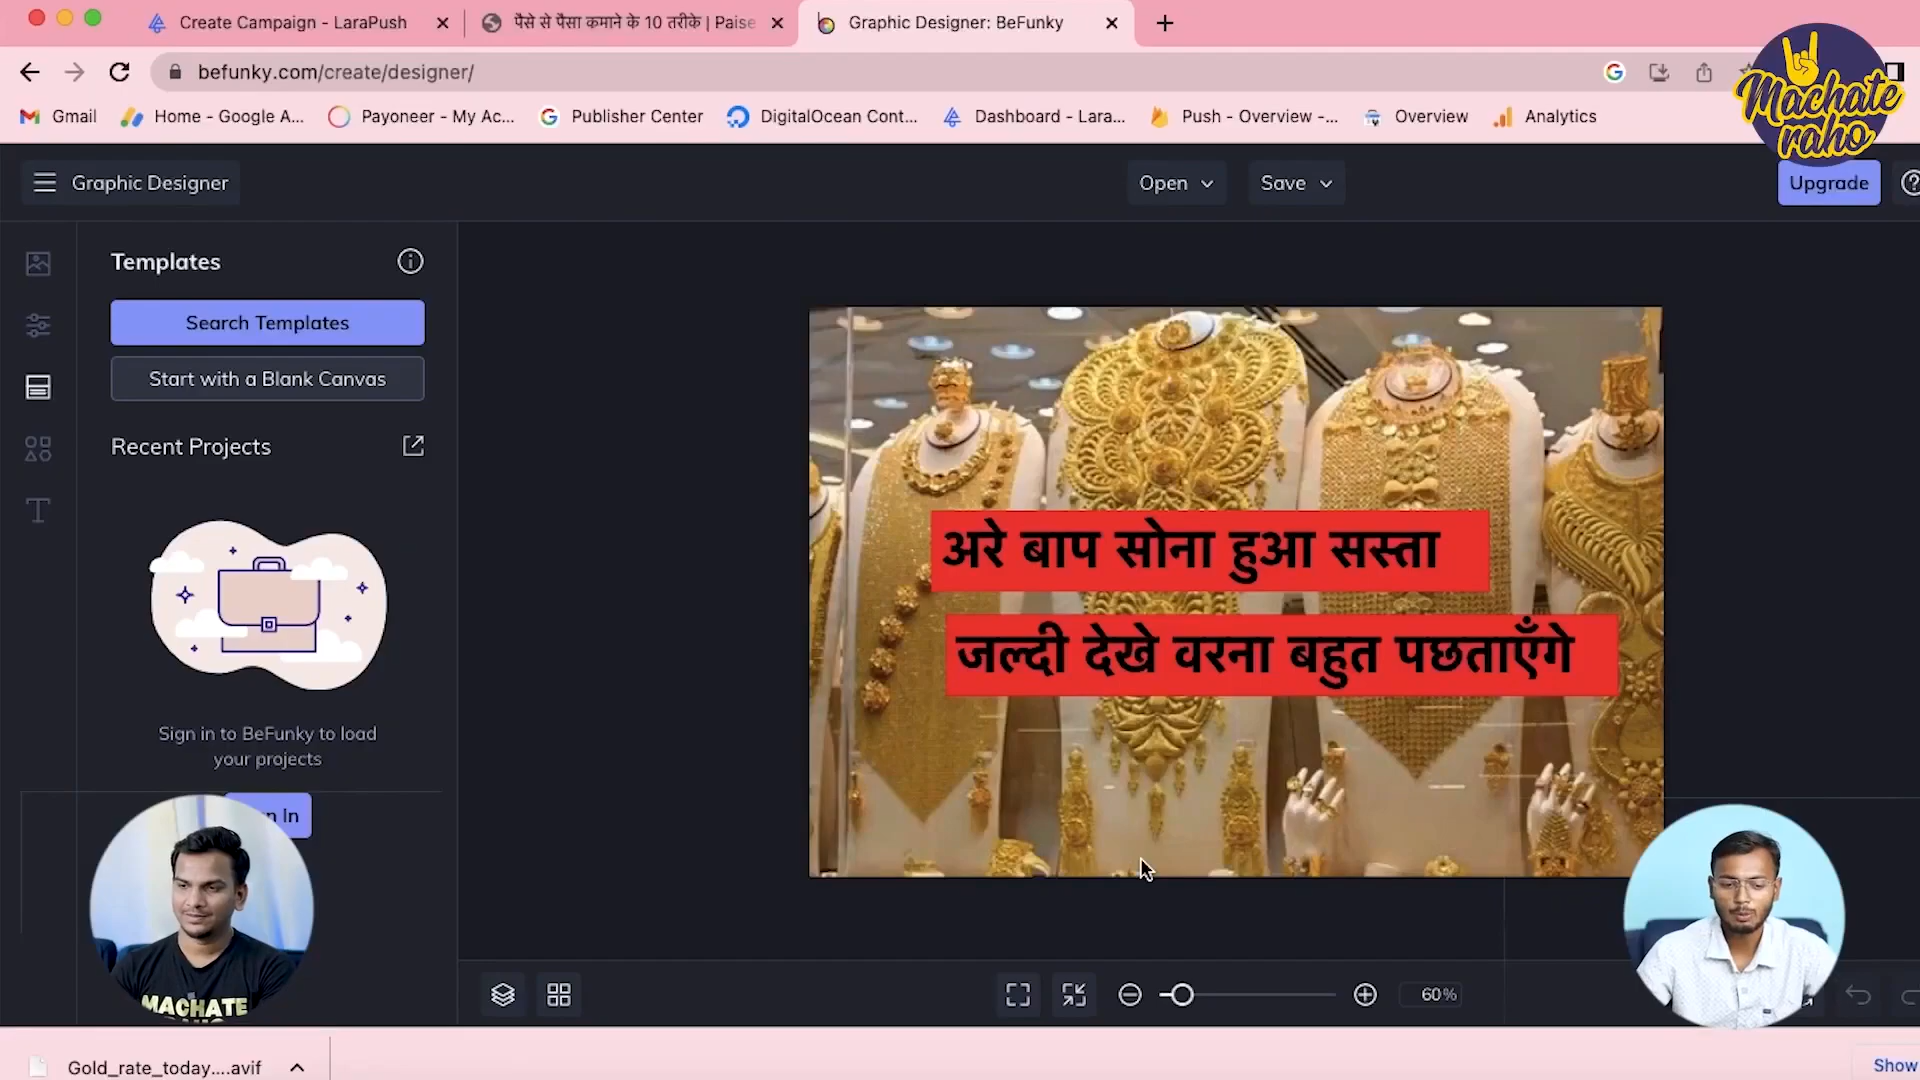 Create Campaign - LaraPush
पैसे से पैसा कमाने के 10 तरीके | Paise
Graphic Designer: BeFunky
befunky.com/create/designer/
Gmail
Home - Google A...
Payoneer - My Ac...
Publisher Center
DigitalOcean Cont...
Dashboard - Lara...
Push - Overview -...
Overview
Analytics
Machate
raho
Graphic Designer
Open
Save
Upgrade
Templates
Search Templates
Start with a Blank Canvas
Recent Projects
अरे बाप सोना हुआ सस्ता
जल्दी देखे वरना बहुत पछताएँगे
Sign in to BeFunky to load
your projects
In
MACHATE
60%
Gold_rate_today....avif
Show